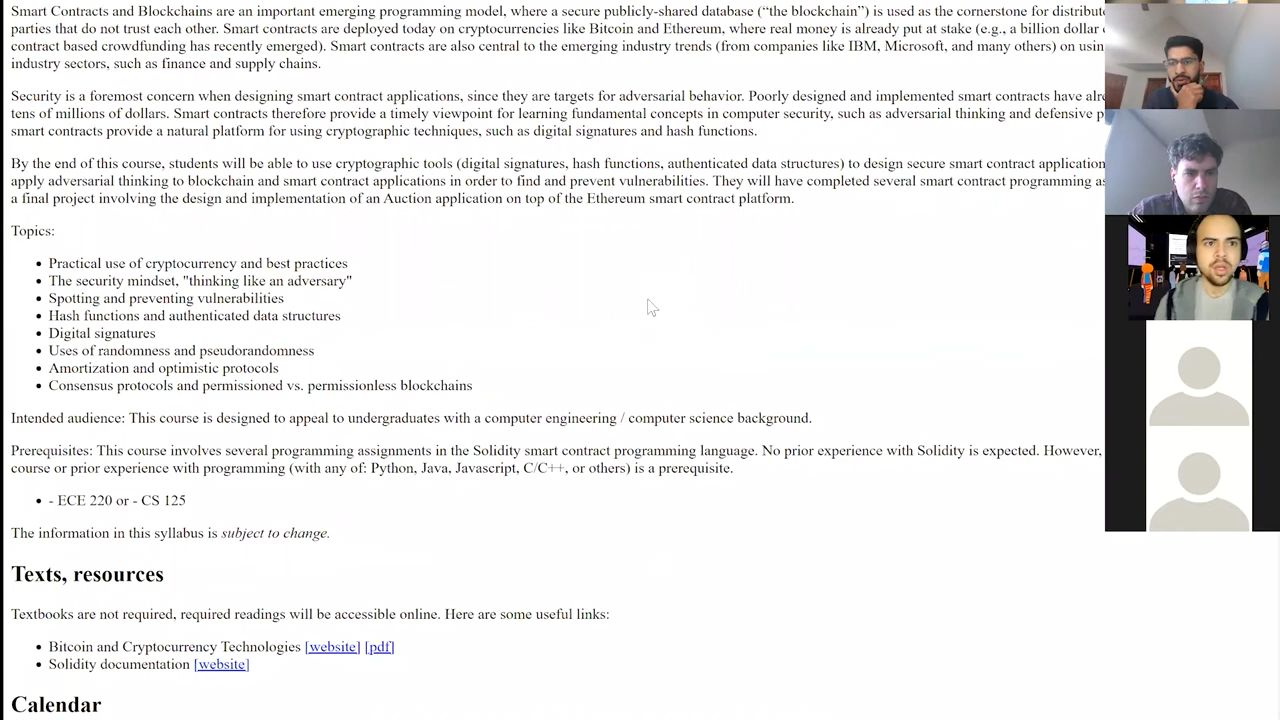 Smart Contracts and Blockchains are an important emerging programming model, where a secure publicly-shared database (“the blockchain”) is used as the cornerstone for
parties that do not trust each other. Smart contracts are deployed today on cryptocurrencies like Bitcoin and Ethereum, where real money is already put at stake (e.g., a billion dollar
contract based crowdfunding has recently emerged). Smart contracts are also central to the emerging industry trends (from companies like IBM, Microsoft, and many others) on
industry sectors, such as finance and supply chains.
Security is a foremost concern when designing smart contract applications, since they are targets for adversarial behavior. Poorly designed and implemented smart contracts have
tens of millions of dollars. Smart contracts therefore provide a timely viewpoint for learning fundamental concepts in computer security, such as adversarial thinking and defensive
smart contracts provide a natural platform for using cryptographic techniques, such as digital signatures and hash functions.
By the end of this course, students will be able to use cryptographic tools (digital signatures, hash functions, authenticated data structures) to design secure smart contract
apply adversarial thinking to blockchain and smart contract applications in order to find and prevent vulnerabilities. They will have completed several smart contract programming
a final project involving the design and implementation of an Auction application on top of the Ethereum smart contract platform.
Topics:
• Practical use of cryptocurrency and best practices
• The security mindset, "thinking like an adversary"
• Spotting and preventing vulnerabilities
• Hash functions and authenticated data structures
• Digital signatures
• Uses of randomness and pseudorandomness
• Amortization and optimistic protocols
• Consensus protocols and permissioned vs. permissionless blockchains
Intended audience: This course is designed to appeal to undergraduates with a computer engineering / computer science background.
Prerequisites: This course involves several programming assignments in the Solidity smart contract programming language. No prior experience with Solidity is expected. However,
course or prior experience with programming (with any of: Python, Java, Javascript, C/C++, or others) is a prerequisite.
• - ECE 220 or - CS 125
The information in this syllabus is subject to change.
Texts, resources
Textbooks are not required, required readings will be accessible online. Here are some useful links:
• Bitcoin and Cryptocurrency Technologies [website] [pdf]
• Solidity documentation [website]
Calendar